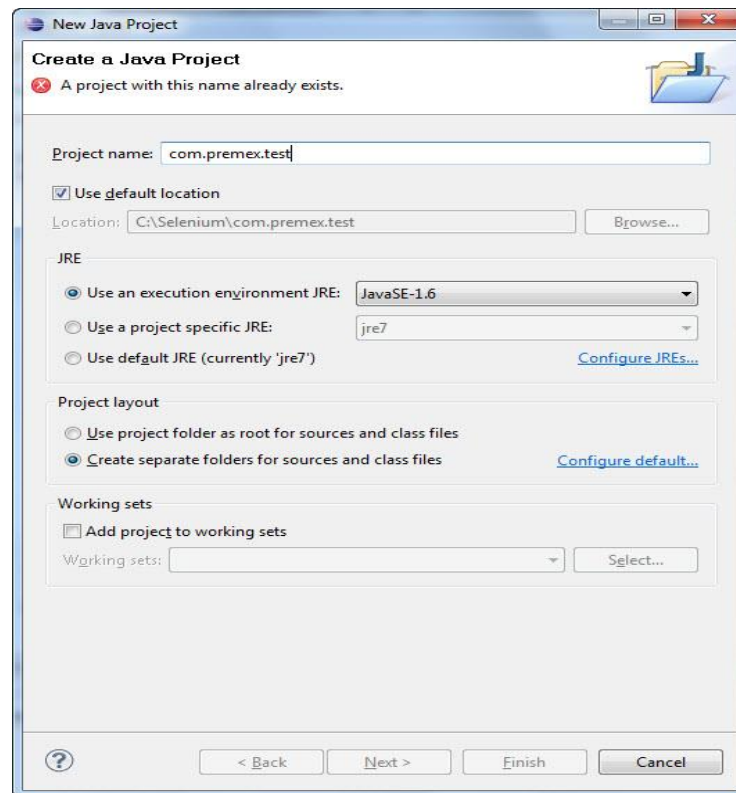 New Java Project
Create a Java Project
A project with this name already exists.
Project name: com.premex.test
Use default location
Location: C:\Selenium\com.premex.test Browse...
JRE
Use an execution environment JRE: JavaSE-1.6
Use a project specific JRE: jre7
Use default JRE (currently 'jre7') Configure JREs...
Project layout
Use project folder as root for sources and class files
Create separate folders for sources and class files Configure default...
Working sets
Add project to working sets
Working sets: Select...
? < Back Next > Finish Cancel